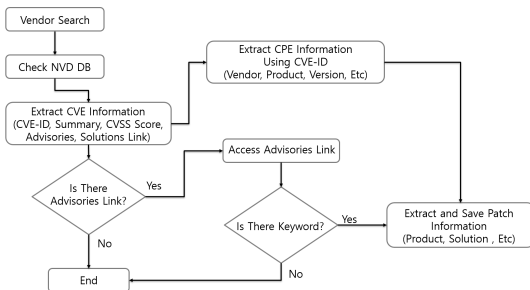 Vendor Search
Check NVD DB
Extract CVE Information
(CVE-ID, Summary, CVSS Score,
Advisories, Solutions Link)
Extract CPE Information
Using CVE-ID
(Vendor, Product, Version, Etc)
Is There
Advisories Link?
Yes
No
Access Advisories Link
Is There Keyword?
Yes
No
Extract and Save Patch
Information
(Product, Solution , Etc)
End